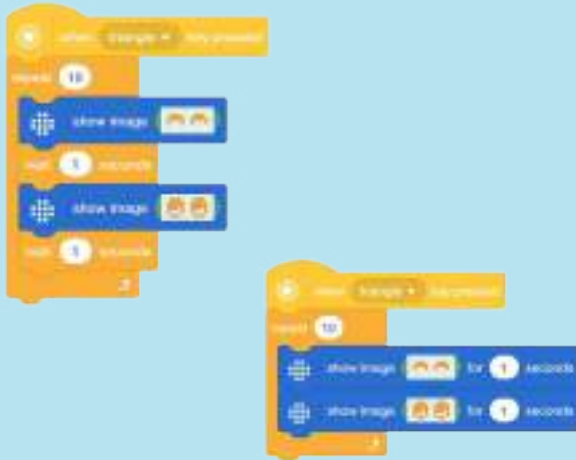 when triangle key pressed
repeat 10
show image
wait 1 seconds
show image
wait 1 seconds
when triangle key pressed
repeat 10
show image for 1 seconds
show image for 1 seconds